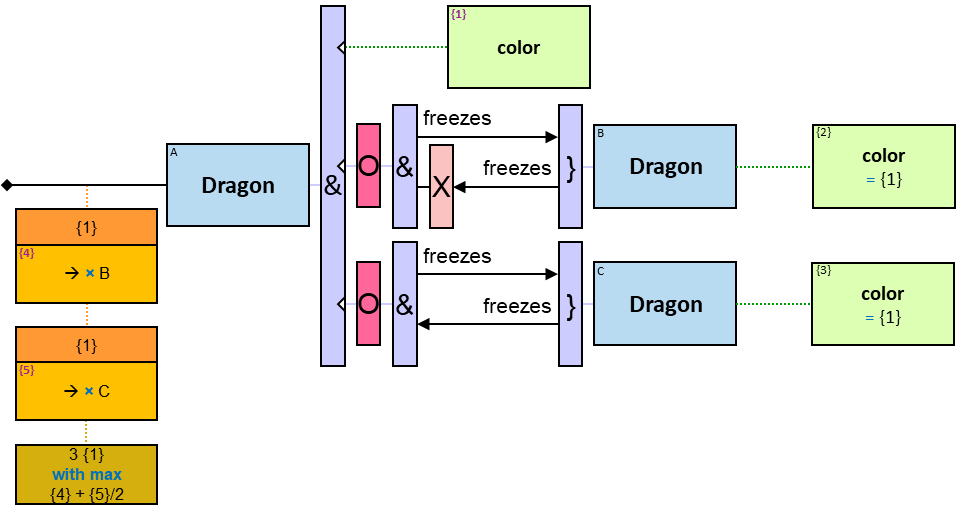 {1}
color
A
Dragon
&
O
&
freezes
freezes
X
}
B
Dragon
{2}
color
= {1}
{1}
{4}
→ × B
O
&
freezes
freezes
}
C
Dragon
{3}
color
= {1}
{1}
{5}
→ × C
3 {1}
with max
{4} + {5}/2